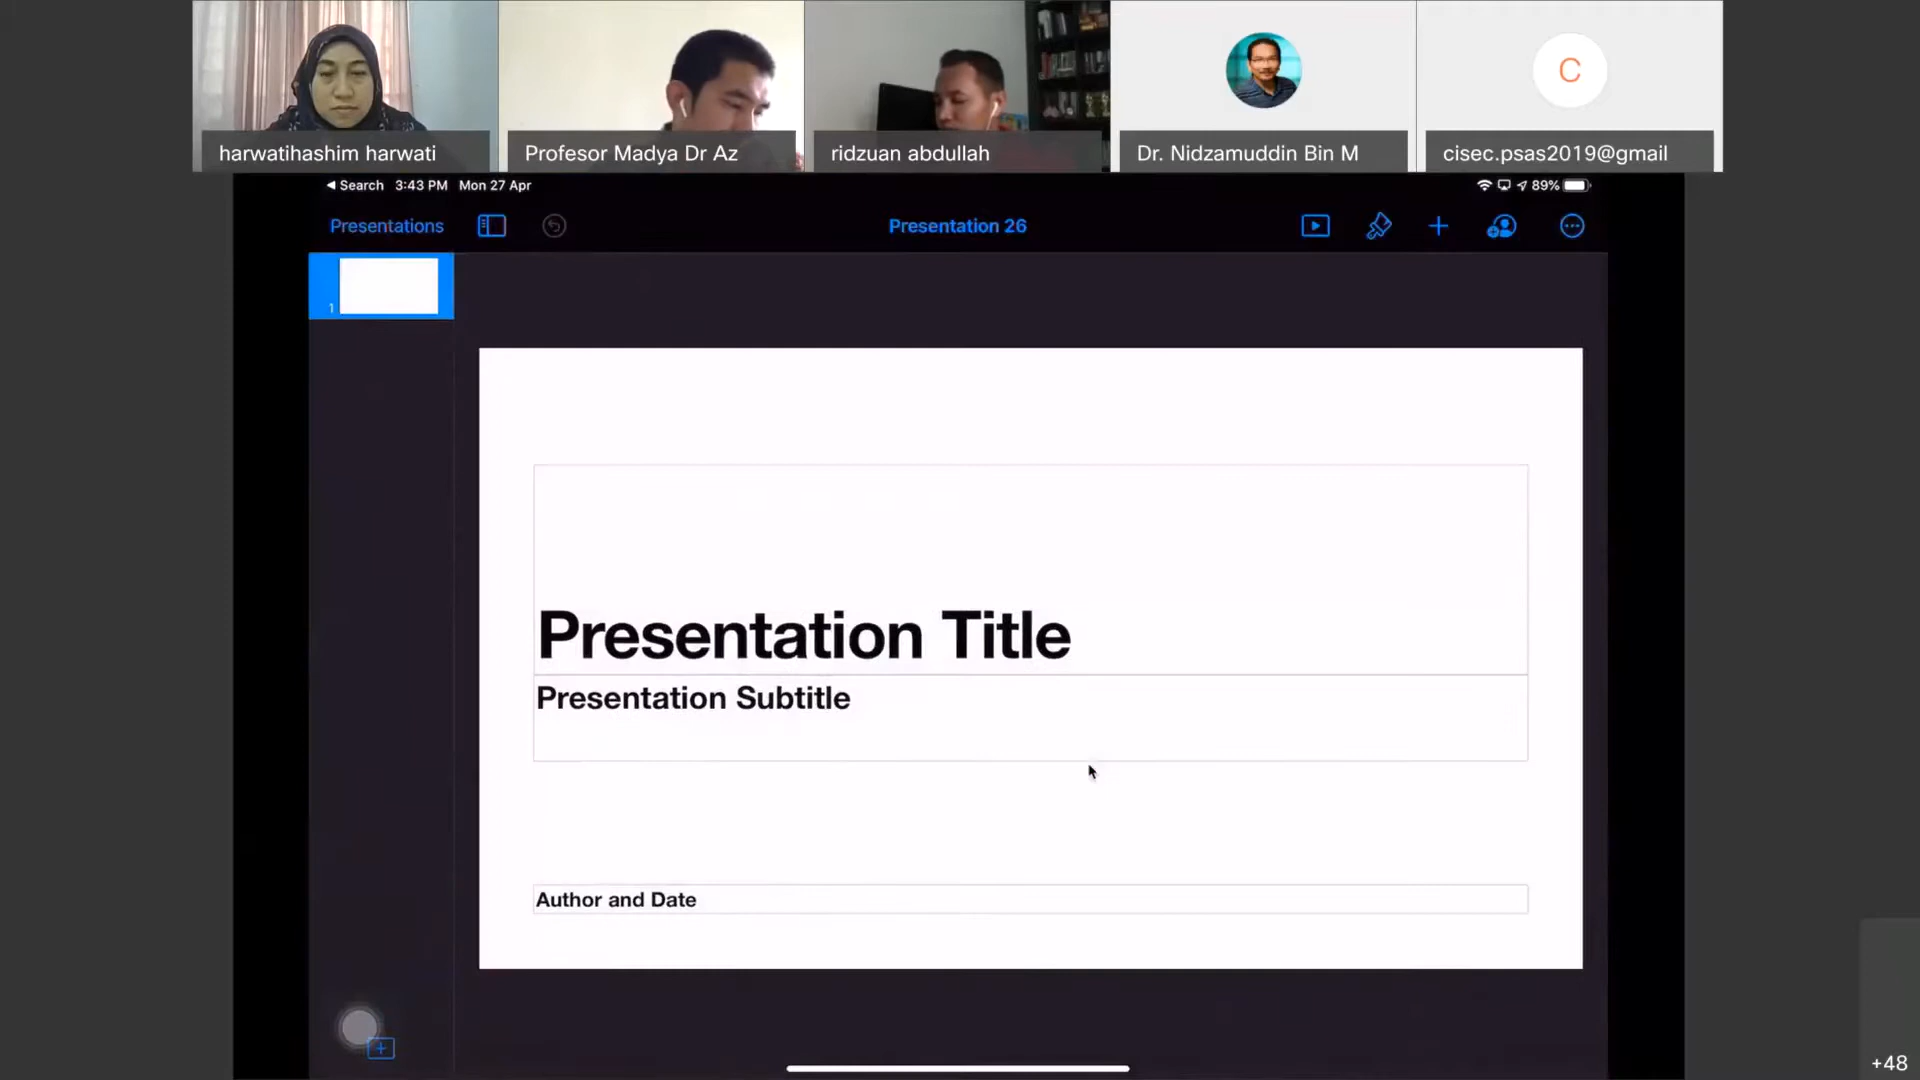 harwatihashim harwati
Profesor Madya Dr Az
ridzuan abdullah
Dr. Nidzamuddin Bin M
C
cisec.psas2019@gmail
Search 3:43 PM Mon 27 Apr
89%
Presentations
Presentation 26
1
Presentation Title
Presentation Subtitle
Author and Date
+48